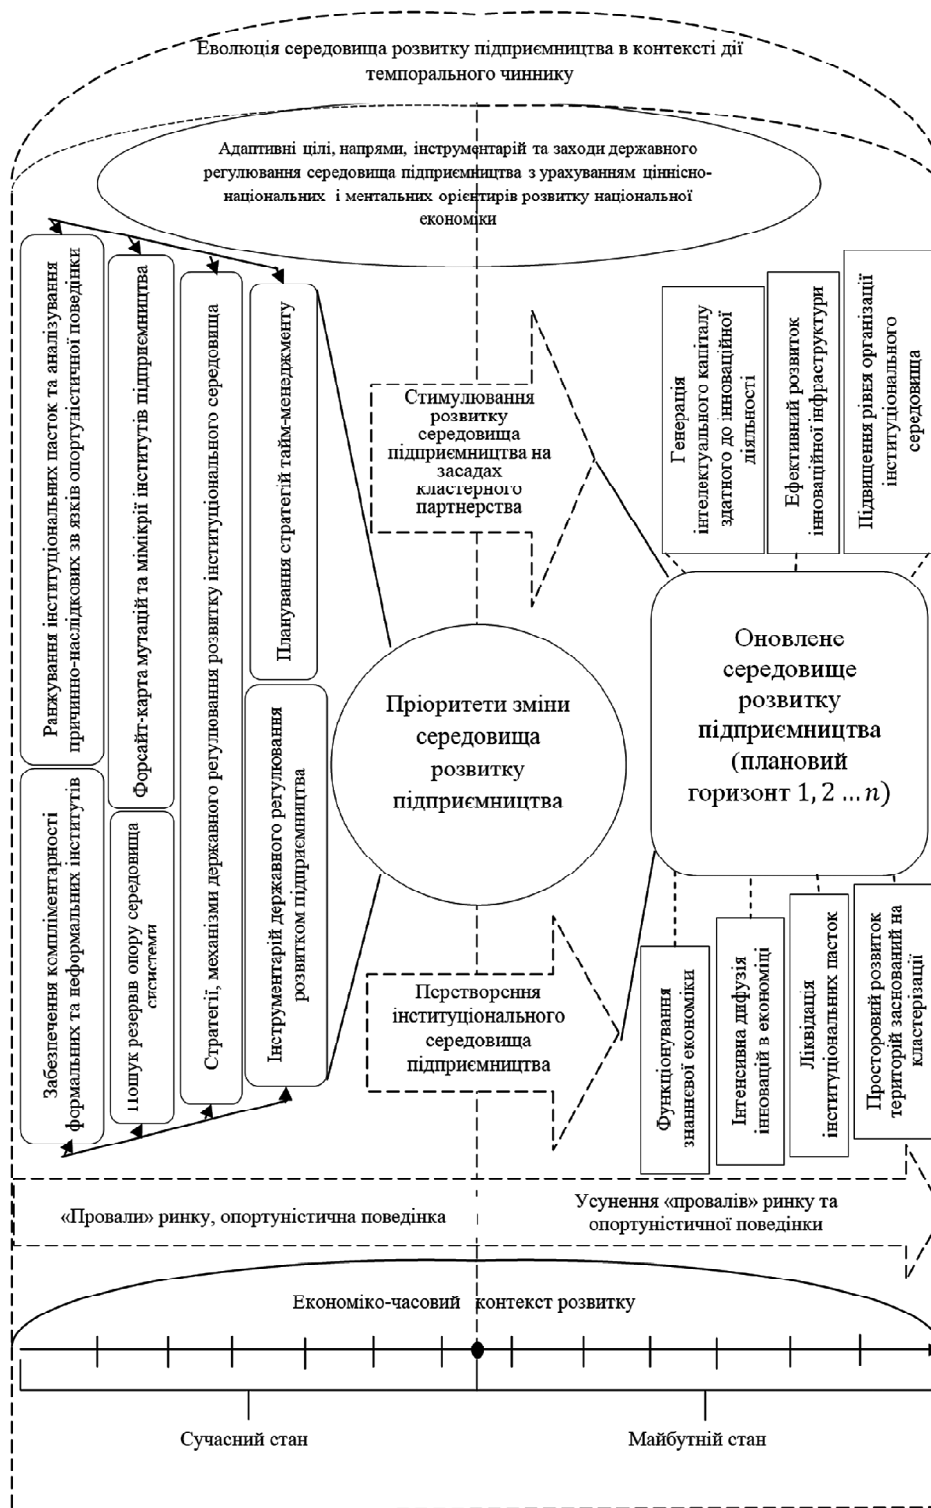 Еволюція середовища розвитку підприємництва в контексті дії
темпорального чиннику
Адаптивні цілі, напрями, інструментарій та заходи державного
регулювання середовища підприємництва з урахуванням ціннісно-
національних і ментальних орієнтирів розвитку національної
економіки
Ранжування інституціональних пасток та аналізування
причинно-наслідкових зв язків опортуністичної поведінки
Форсайт-карта мутацій та мімікрії інститутів підприємництва
Стратегії, механізми державного регулювання розвитку інституціонального середовища
Планування стратегій тайм-менеджменту
Забезпечення компліментарності
формальних та неформальних інститутів
Пошук резервів опору середовища
сисистеми
Інструментарій державного регулювання
розвитком підприємництва
Стимулювання
розвитку
середовища
підприємництва на
засадах
кластерного
партнерства
Пріоритети зміни
середовища
розвитку
підприємництва
Перетворення
інституціонального
середовища
підприємництва
Генерація
інтелектуального капіталу
здатного до інноваційної
діяльності
Ефективний розвиток
інноваційної інфраструктури
Підвищення рівня організації
інституціонального
середовища
Оновлене
середовище
розвитку
підприємництва
(плановий
горизонт 1, 2 ... n)
Функціонування
знаннєвої економіки
Інтенсивна дифузія
інновацій в економіці
Ліквідація
інституціональних пасток
Просторовий розвиток
територій заснований на
кластерізації
«Провали» ринку, опортуністична поведінка
Усунення «провалів» ринку та
опортуністичної поведінки
Економіко-часовий контекст розвитку
Сучасний стан
Майбутній стан